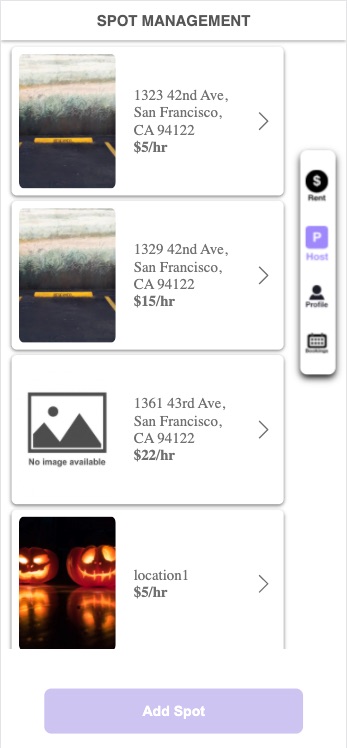 SPOT MANAGEMENT
1323 42nd Ave,
San Francisco,
CA 94122
$5/hr
1329 42nd Ave,
San Francisco,
CA 94122
$15/hr
1361 43rd Ave,
San Francisco,
CA 94122
$22/hr
No image available
location1
$5/hr
$
Rent
P
Host
Profile
Bookings
Add Spot